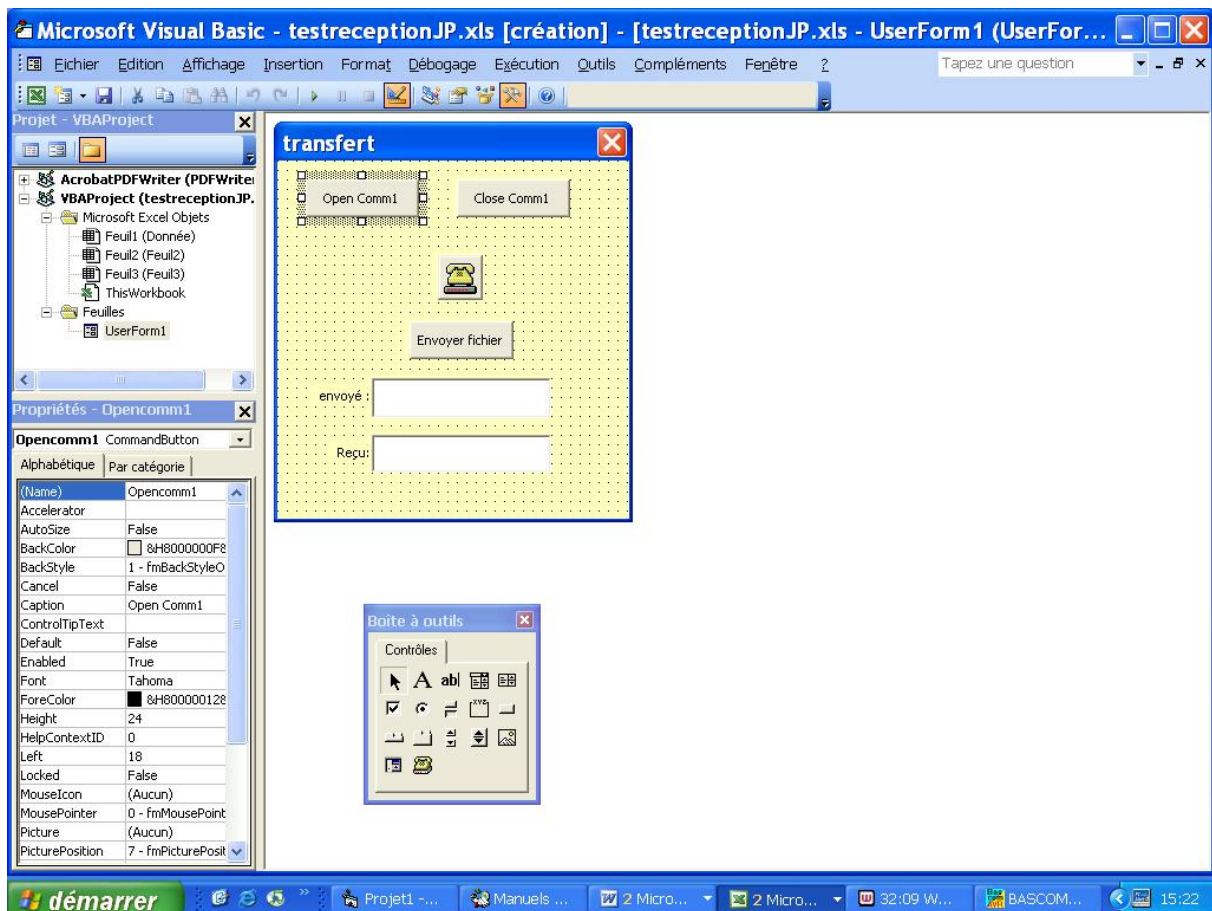 Microsoft Visual Basic - testreceptionJP.xls [création] - [testreceptionJP.xls - UserForm1 (UserFor...
Eichier Edition Affichage Insertion Format Débogage Exécution Outils Compléments Fenêtre ? Tapez une question
Projet - VBAProject
AcrobatPDFWriter (PDFWriter
VBAProject (testreceptionJP.
Microsoft Excel Objets
Feuil1 (Donnée)
Feuil2 (Feuil2)
Feuil3 (Feuil3)
ThisWorkbook
Feuilles
UserForm1
Propriétés - Opencomm1
Opencomm1 CommandButton
Alphabétique Par catégorie
(Name) Opencomm1
Accelerator
AutoSize False
BackColor &H8000000F&
BackStyle 1 - fmBackStyleO
Cancel False
Caption Open Comm1
ControlTipText
Default False
Enabled True
Font Tahoma
ForeColor &H80000012&
Height 24
HelpContextID 0
Left 18
Locked False
MouseIcon (Aucun)
MousePointer 0 - fmMousePoint
Picture (Aucun)
PicturePosition 7 - fmPicturePosit
transfert
Open Comm1 Close Comm1
Envoyer fichier
envoyé :
Reçu:
Boîte à outils
Contrôles
A ab|
XYZ
démarrer Projet1 -... Manuels ... 2 Micro... 2 Micro... 32:09 W... BASCOM... 15:22